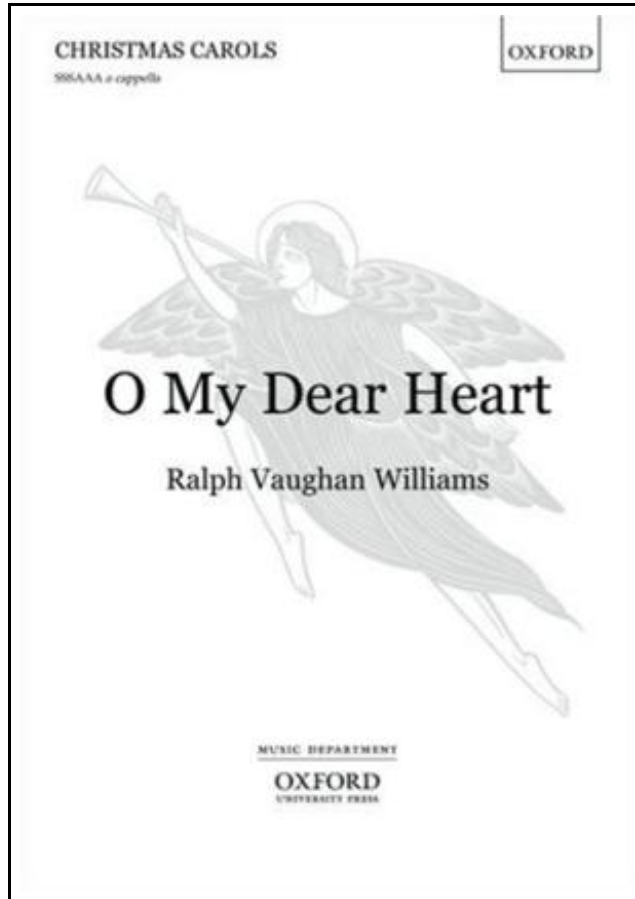 CHRISTMAS CAROLS
OXFORD
SSSAAA a cappella
O My Dear Heart
Ralph Vaughan Williams
MUSIC DEPARTMENT
OXFORD
UNIVERSITY PRESS